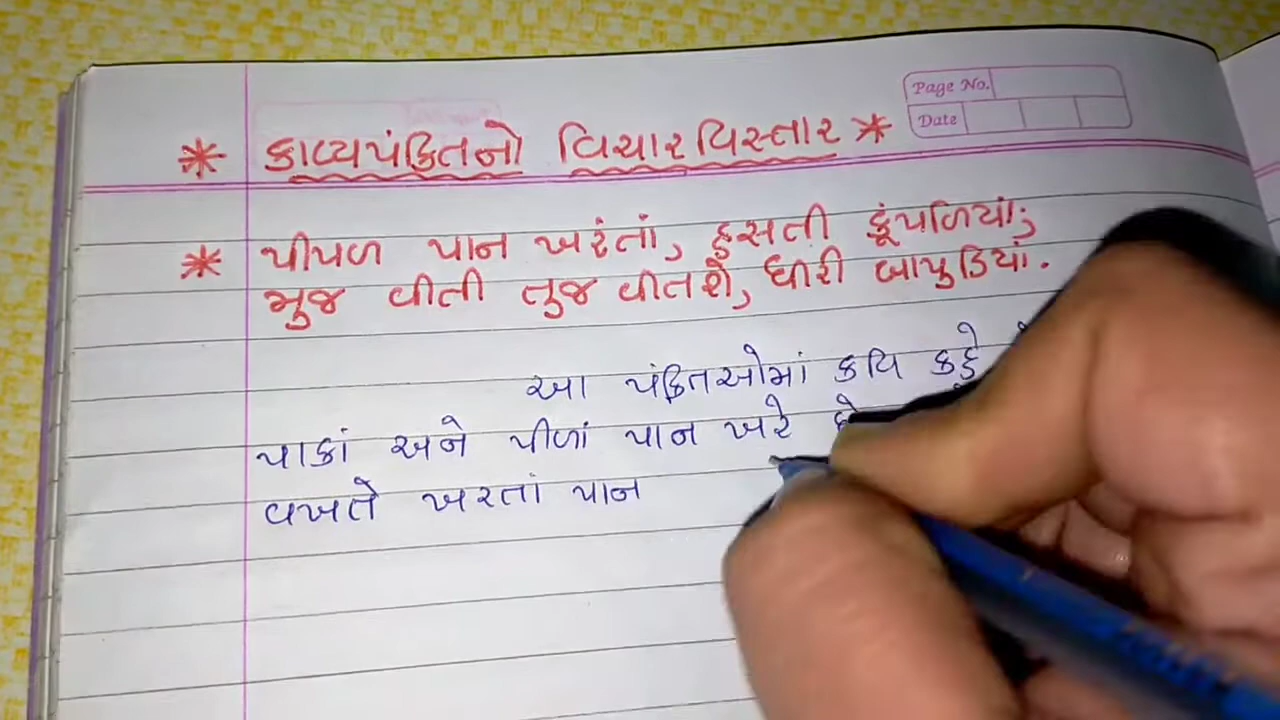 Page No.
Date
* કાવ્યપંક્તિનો વિચારવિસ્તાર *
* પીપળ પાન ખરંતાં, હસતી કૂંપળિયાં;
મુજ વીતી તુજ વીતશે, ધીરી બાપુડિયાં.
આ પંક્તિઓમાં કવિ કહે
પાકાં અને પીળાં પાન ખરે
વખતે ખરતાં પાન